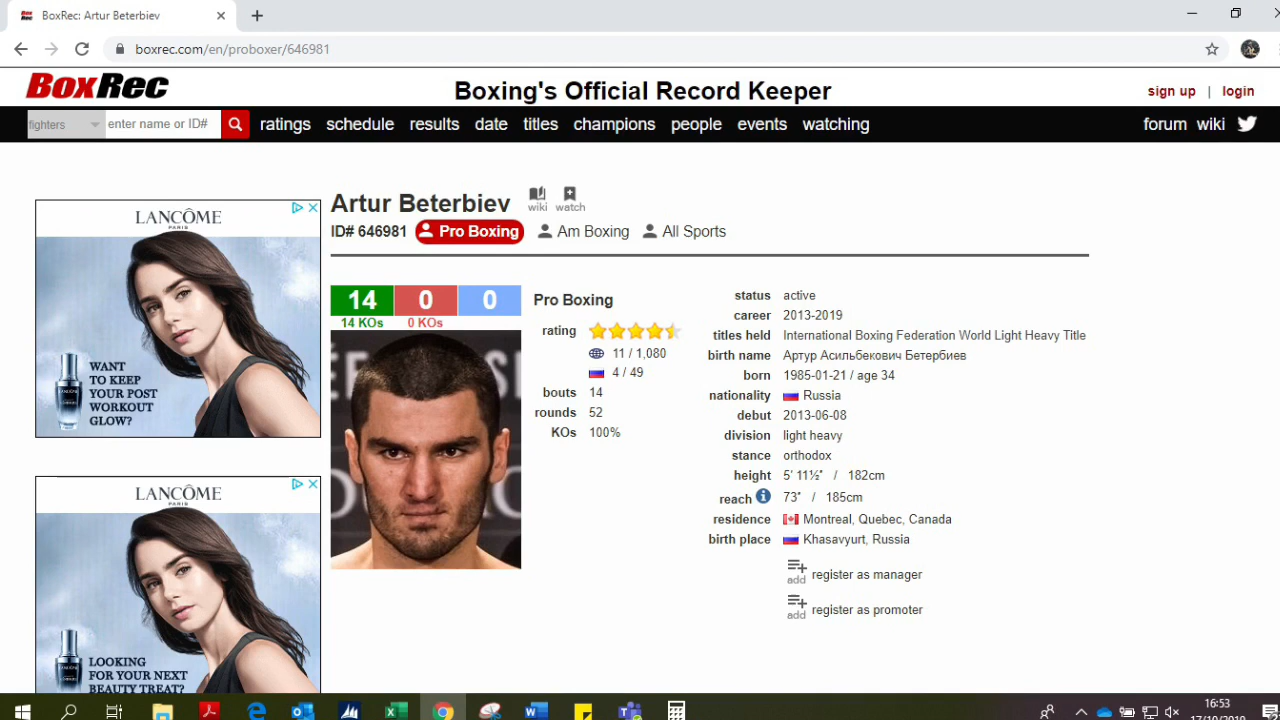 BoxRec: Artur Beterbiev
boxrec.com/en/proboxer/646981
BoxRec
Boxing's Official Record Keeper
sign up | login
fighters
enter name or ID#
ratings schedule results date titles champions people events watching
forum wiki
LANCÔME
PARIS
WANT
TO KEEP
YOUR POST
WORKOUT
GLOW?
LANCÔME
PARIS
LOOKING
FOR YOUR NEXT
BEAUTY TREAT?
Artur Beterbiev
wiki watch
ID# 646981 Pro Boxing Am Boxing All Sports
14 0 0
14 KOs 0 KOs
Pro Boxing
rating
11 / 1,080
4 / 49
bouts 14
rounds 52
KOs 100%
status active
career 2013-2019
titles held International Boxing Federation World Light Heavy Title
birth name Артур Асильбекович Бетербиев
born 1985-01-21 / age 34
nationality Russia
debut 2013-06-08
division light heavy
stance orthodox
height 5′ 11½″ / 182cm
reach 73″ / 185cm
residence Montreal, Quebec, Canada
birth place Khasavyurt, Russia
add register as manager
add register as promoter
16:53
17/10/2019